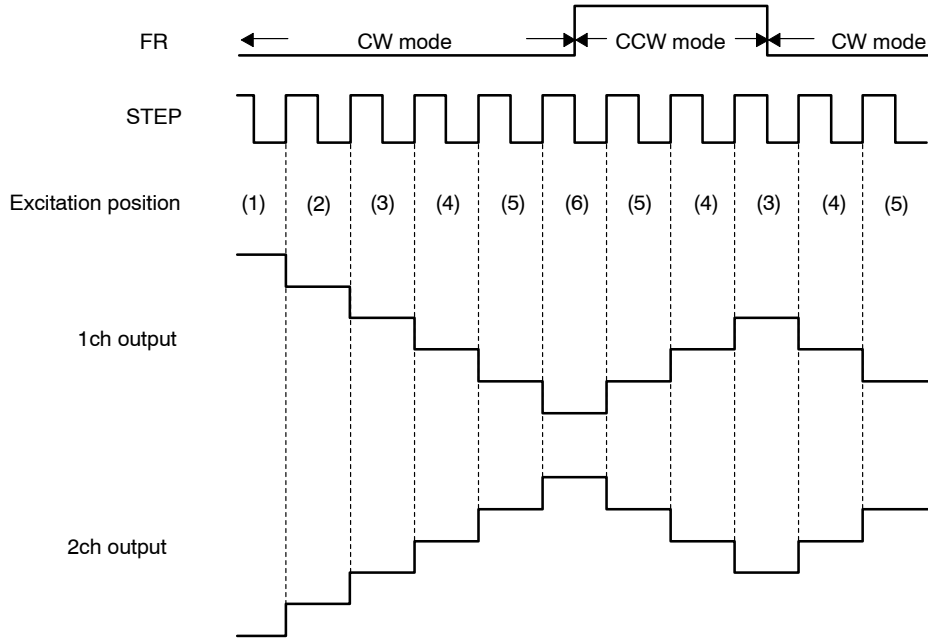 FR
CW mode
CCW mode
CW mode
STEP
Excitation position
(1) (2) (3) (4) (5) (6) (5) (4) (3) (4) (5)
1ch output
2ch output